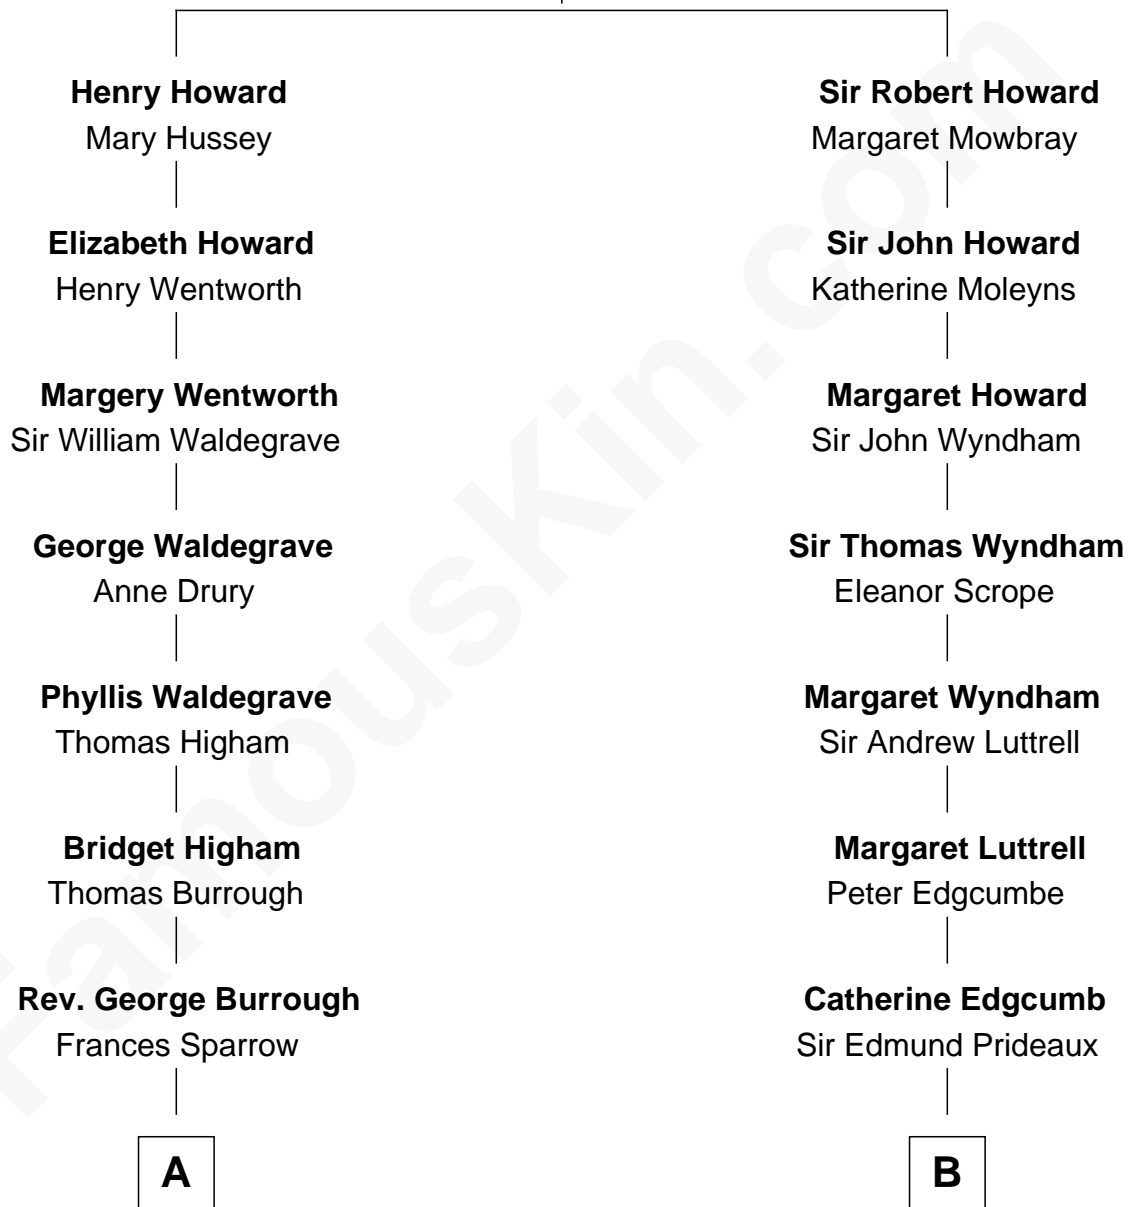 Henry Howard
Mary Hussey
Sir Robert Howard
Margaret Mowbray
Elizabeth Howard
Henry Wentworth
Sir John Howard
Katherine Moleyns
Margery Wentworth
Sir William Waldegrave
Margaret Howard
Sir John Wyndham
George Waldegrave
Anne Drury
Sir Thomas Wyndham
Eleanor Scrope
Phyllis Waldegrave
Thomas Higham
Margaret Wyndham
Sir Andrew Luttrell
Bridget Higham
Thomas Burrough
Margaret Luttrell
Peter Edgcumbe
Rev. George Burrough
Frances Sparrow
Catherine Edgcumb
Sir Edmund Prideaux
A
B
FamousKin.com